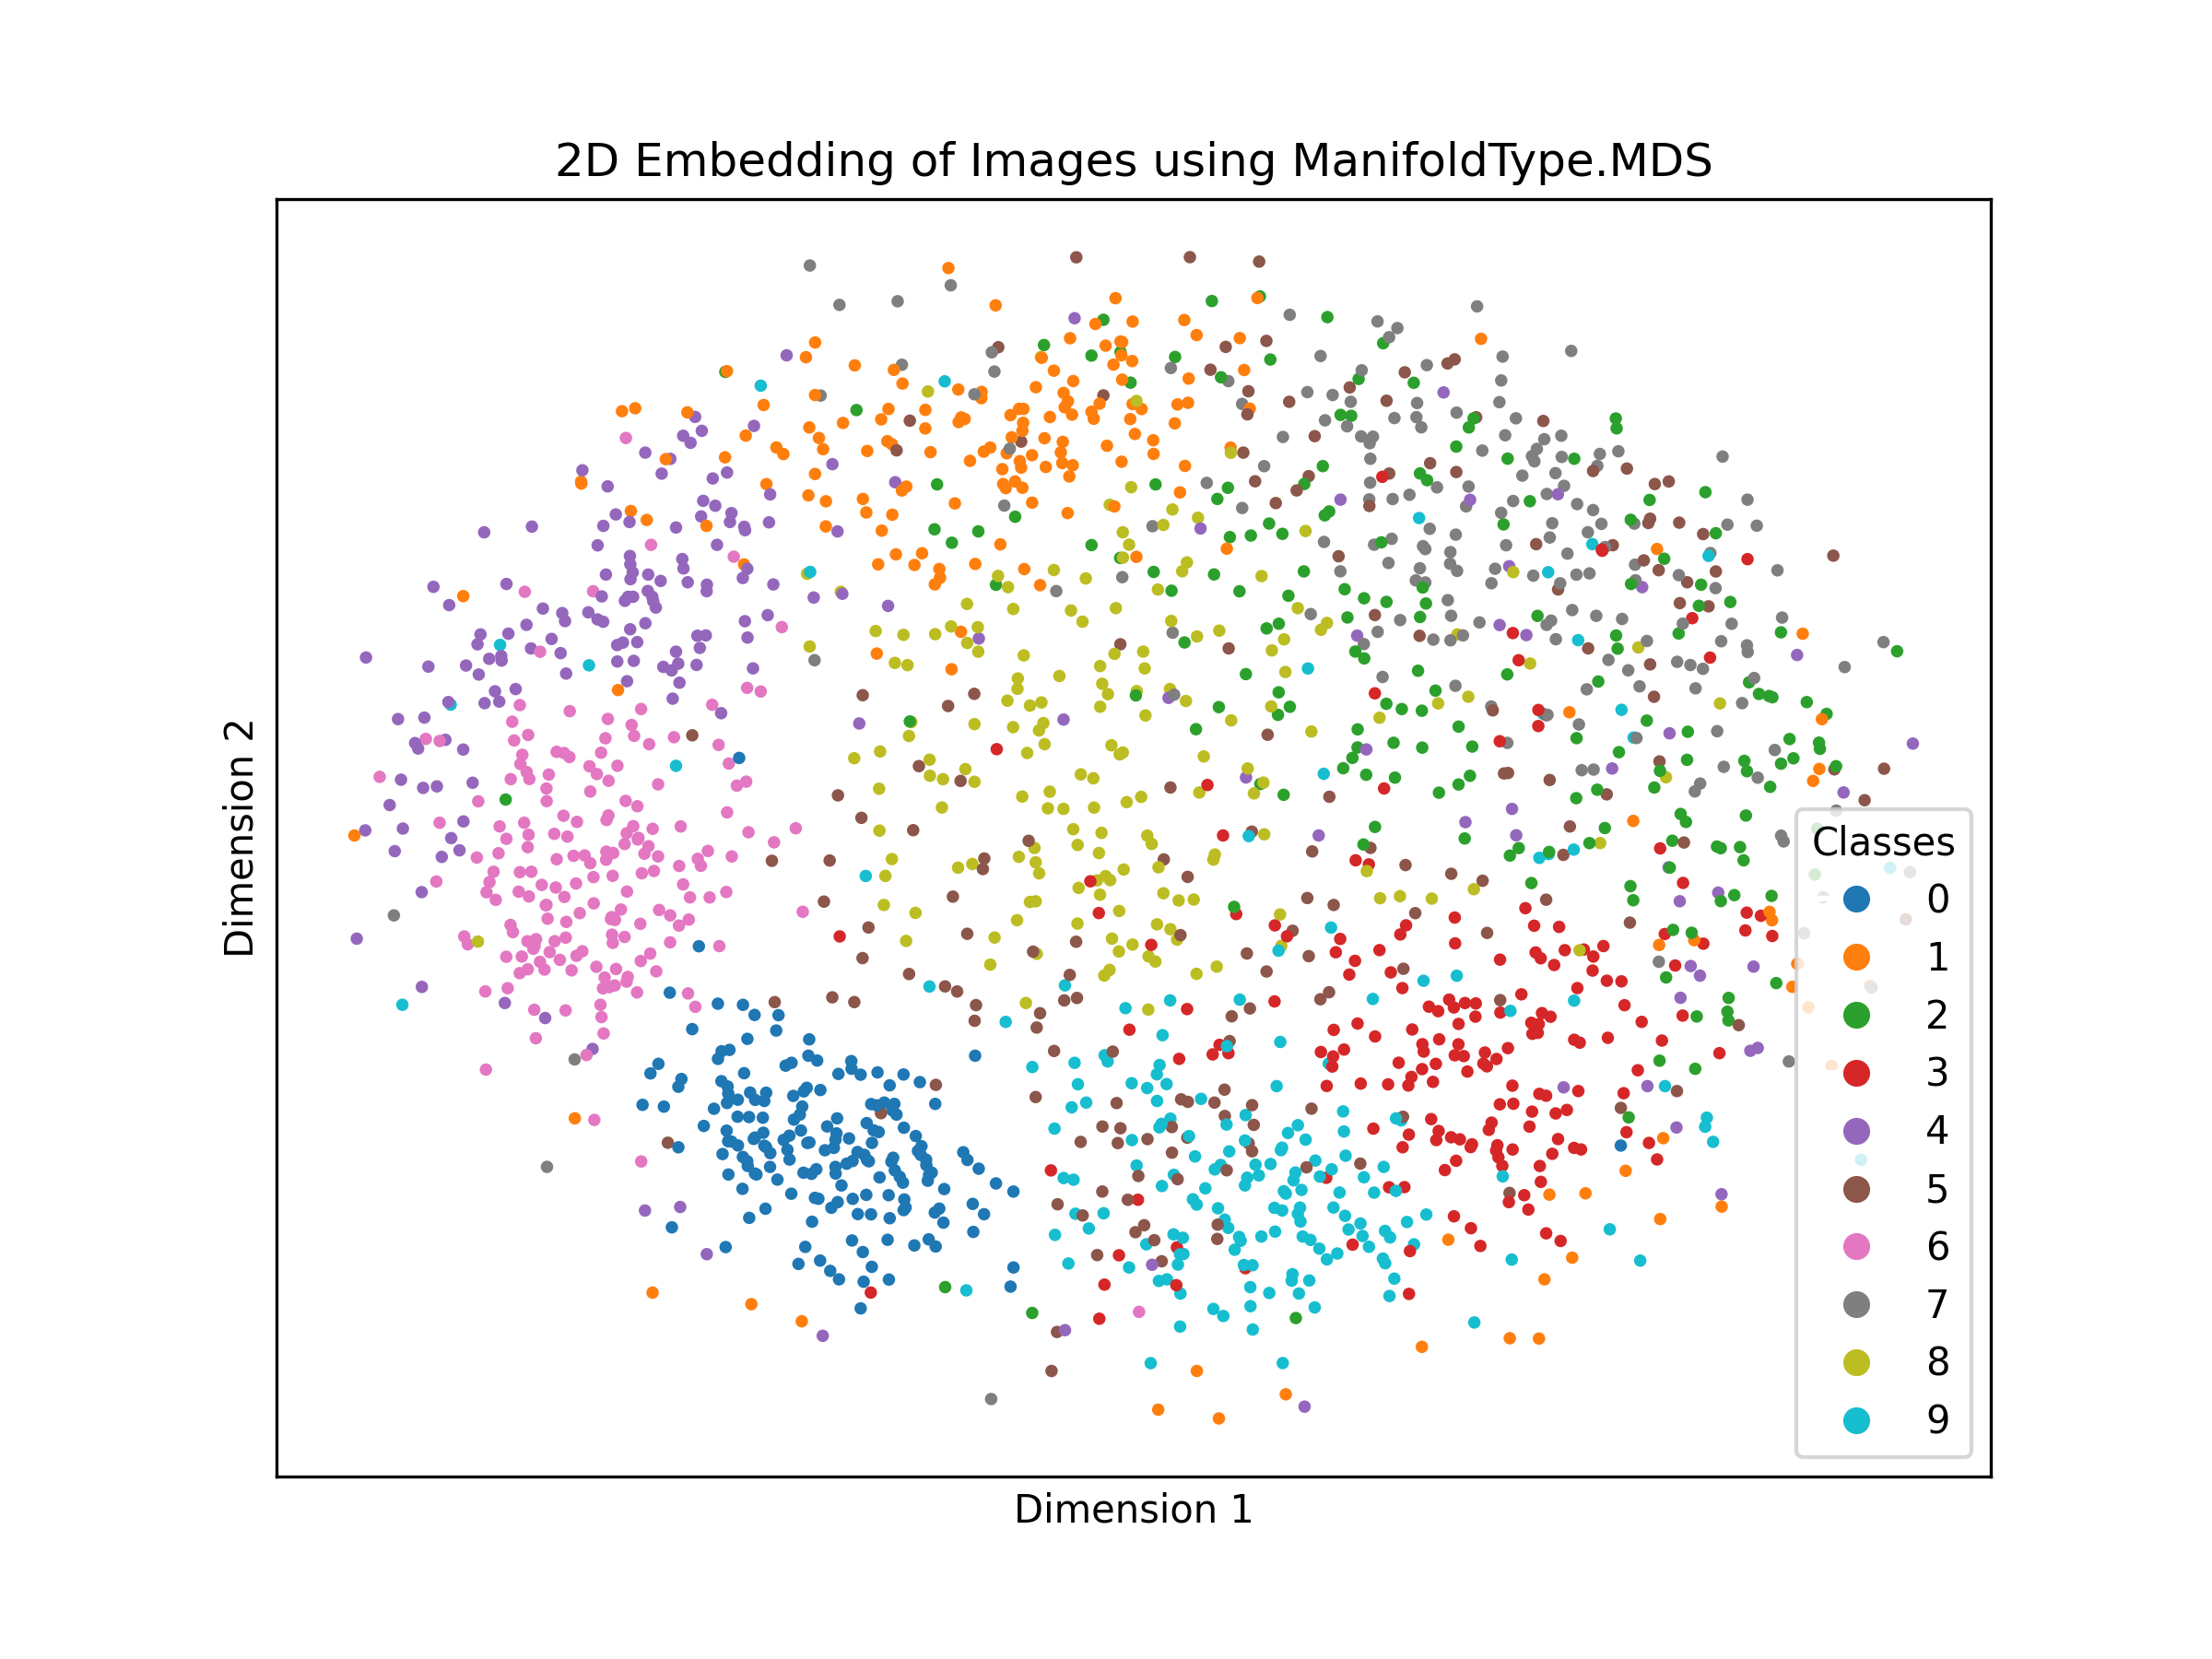 2D Embedding of Images using ManifoldType.MDS
Dimension 2
Classes
0
1
2
3
4
5
6
7
8
9
Dimension 1